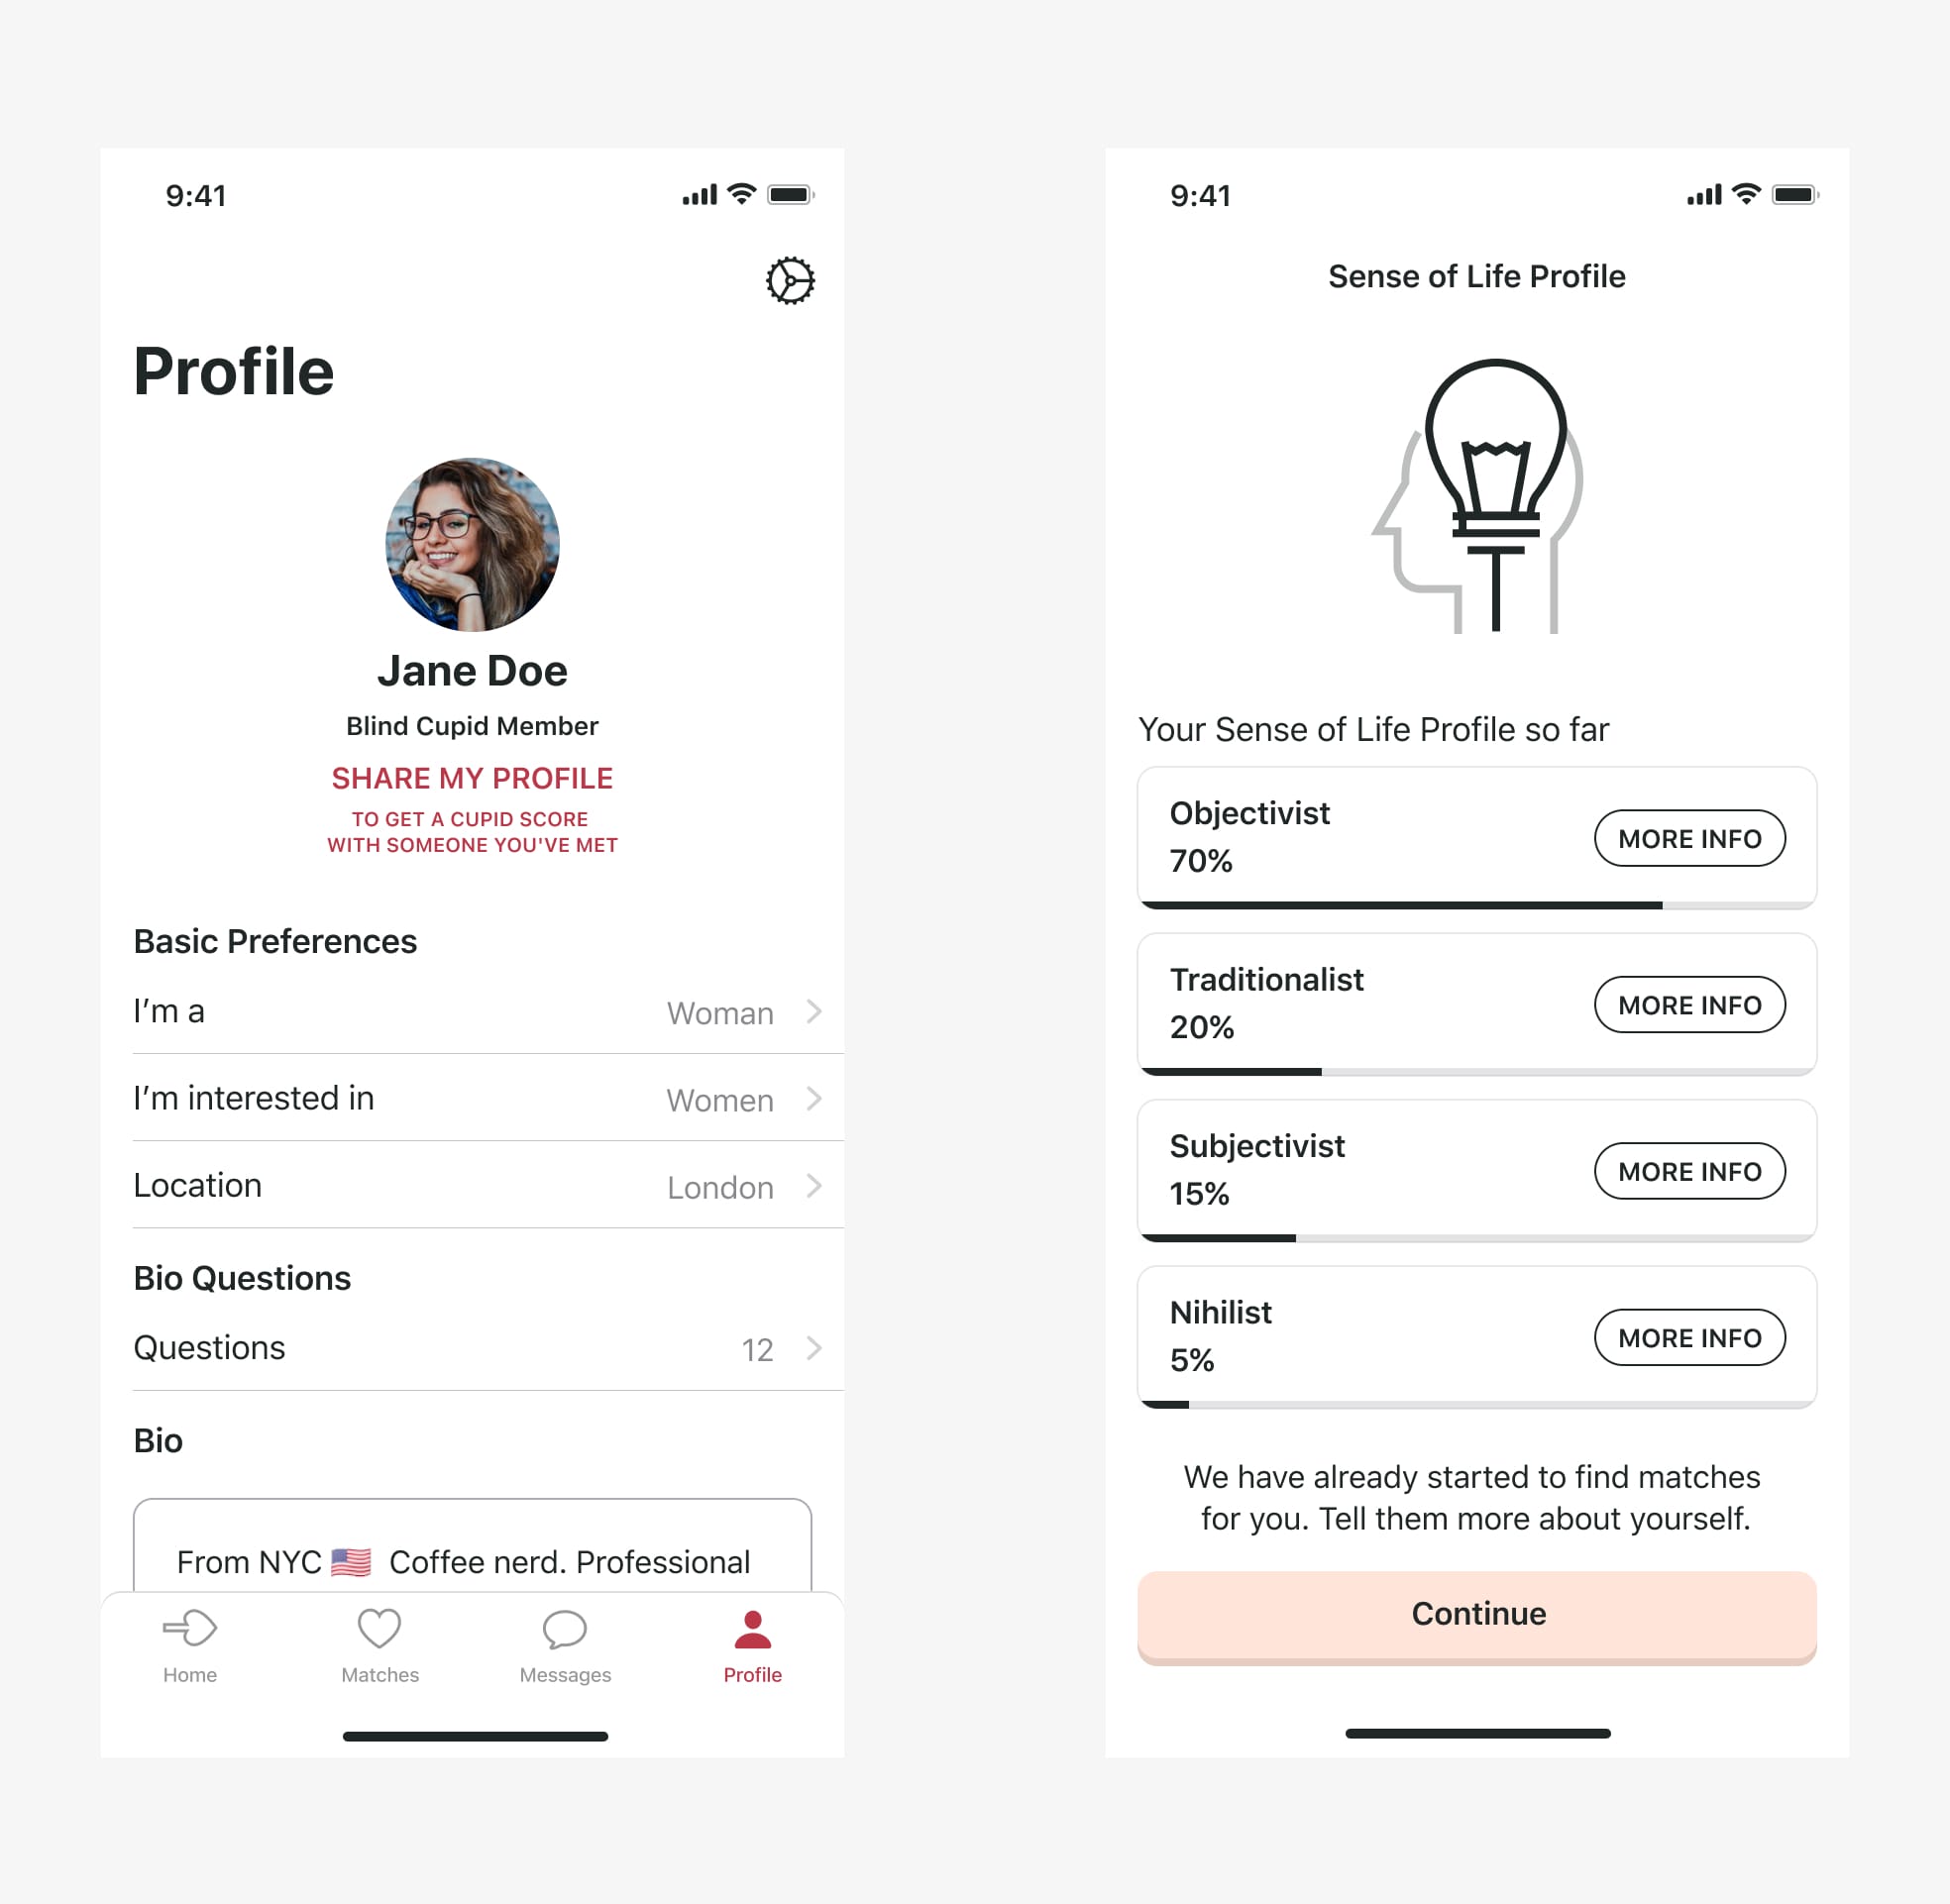 9:41
Profile
Jane Doe
Blind Cupid Member
SHARE MY PROFILE
TO GET A CUPID SCORE
WITH SOMEONE YOU'VE MET
Basic Preferences
I’m a Woman
I’m interested in Women
Location London
Bio Questions
Questions 12
Bio
From NYC 🇺🇸 Coffee nerd. Professional
Home Matches Messages Profile
9:41
Sense of Life Profile
Your Sense of Life Profile so far
Objectivist
70%
MORE INFO
Traditionalist
20%
MORE INFO
Subjectivist
15%
MORE INFO
Nihilist
5%
MORE INFO
We have already started to find matches
for you. Tell them more about yourself.
Continue